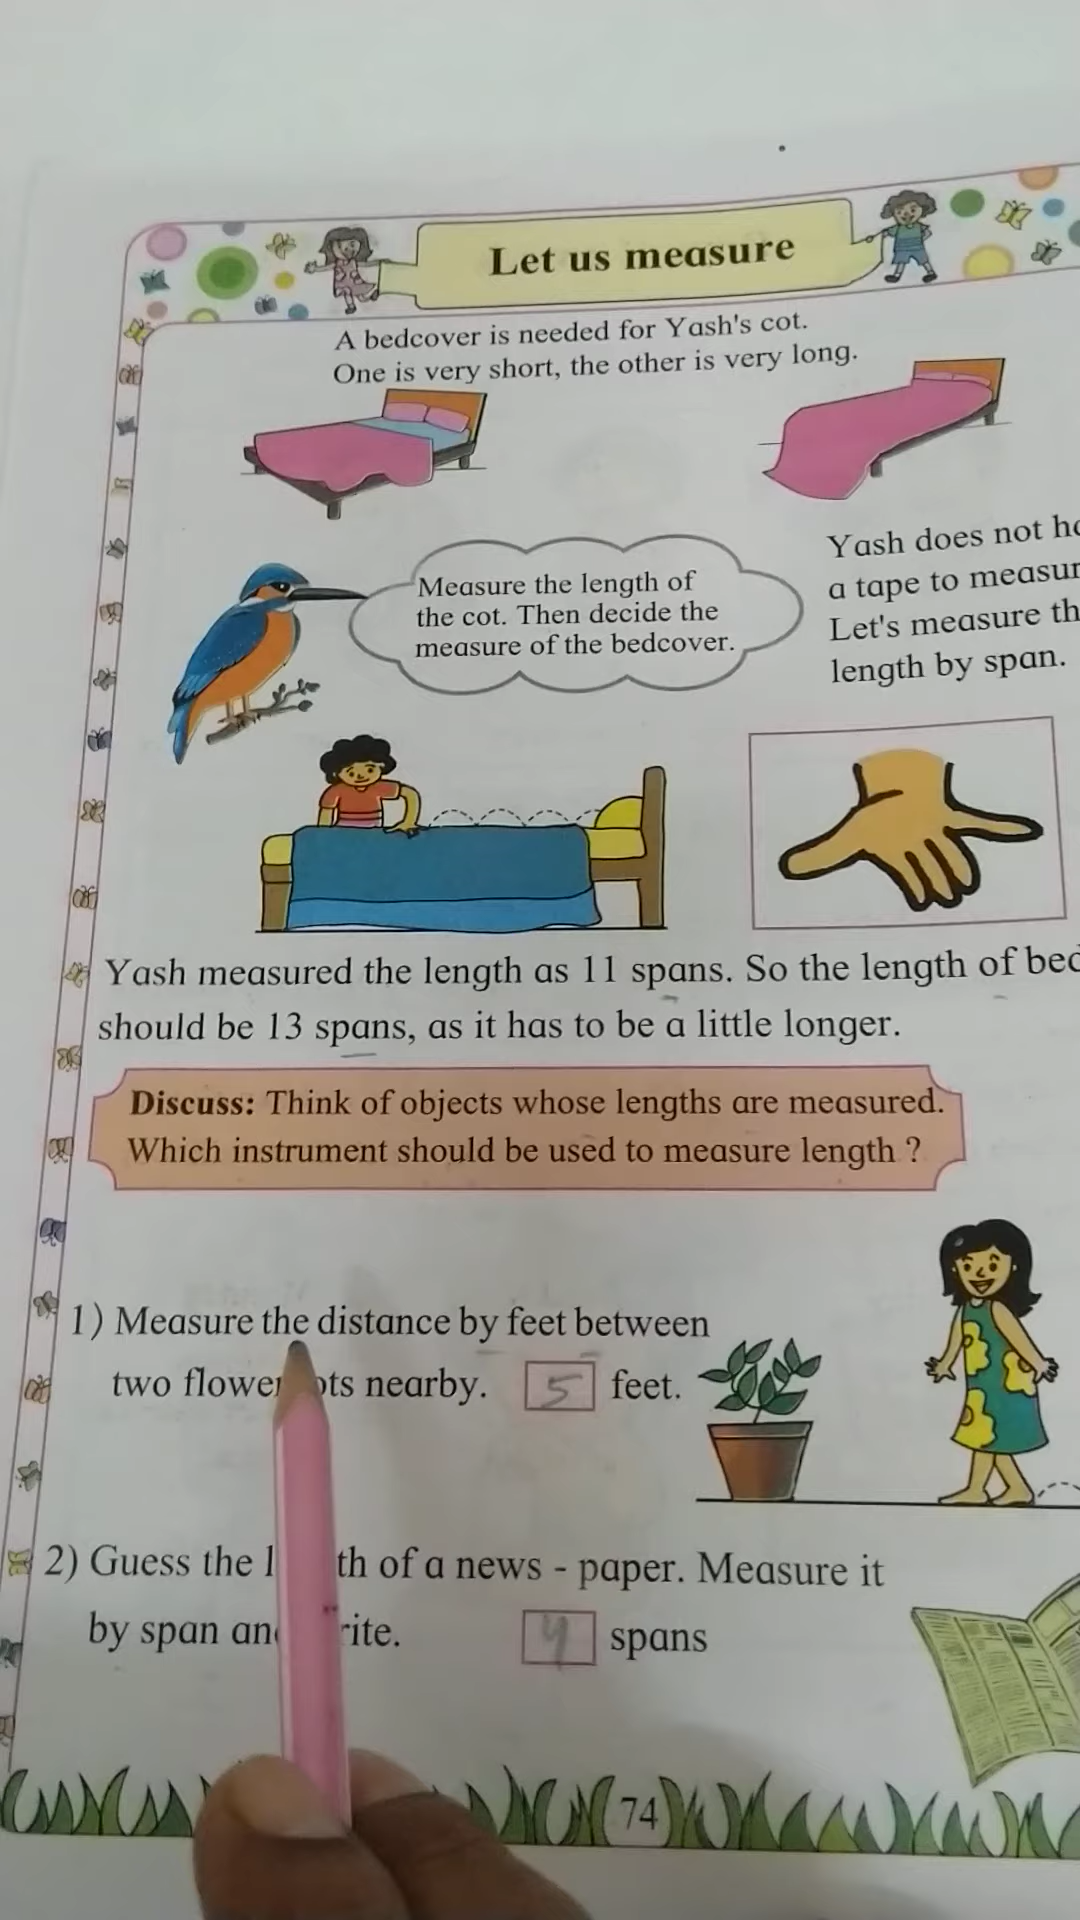 Let us measure
A bedcover is needed for Yash's cot.
One is very short, the other is very long.
Measure the length of
the cot. Then decide the
measure of the bedcover.
Yash does not
a tape to
Let's measure
length by span.
Yash measured the length as 11 spans. So the length of
should be 13 spans, as it has to be a little longer.
Discuss: Think of objects whose lengths are measured.
Which instrument should be used to measure length ?
1) Measure the distance by feet between
two nearby. 5 feet.
2) Guess the of a news - paper. Measure it
by span spans
74